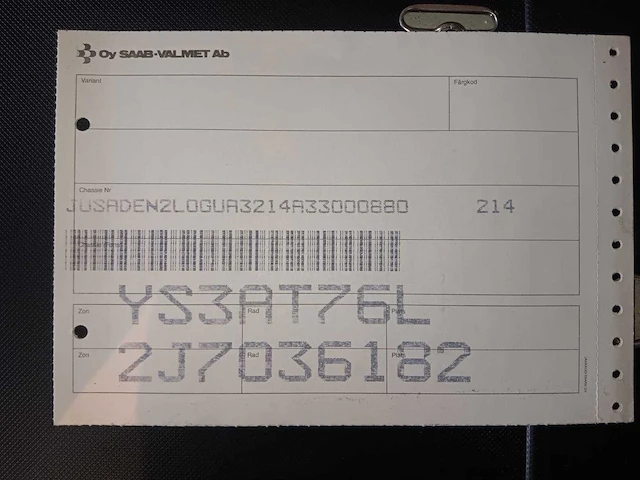 Oy SAAB-VALMET Ab
Variant Färgkod
Chassie Nr
JUSADEN2LOGUA3214A33000880 214
YS3AT76L
Zon Rad Plats
2J7036182
Zon Rad Plats